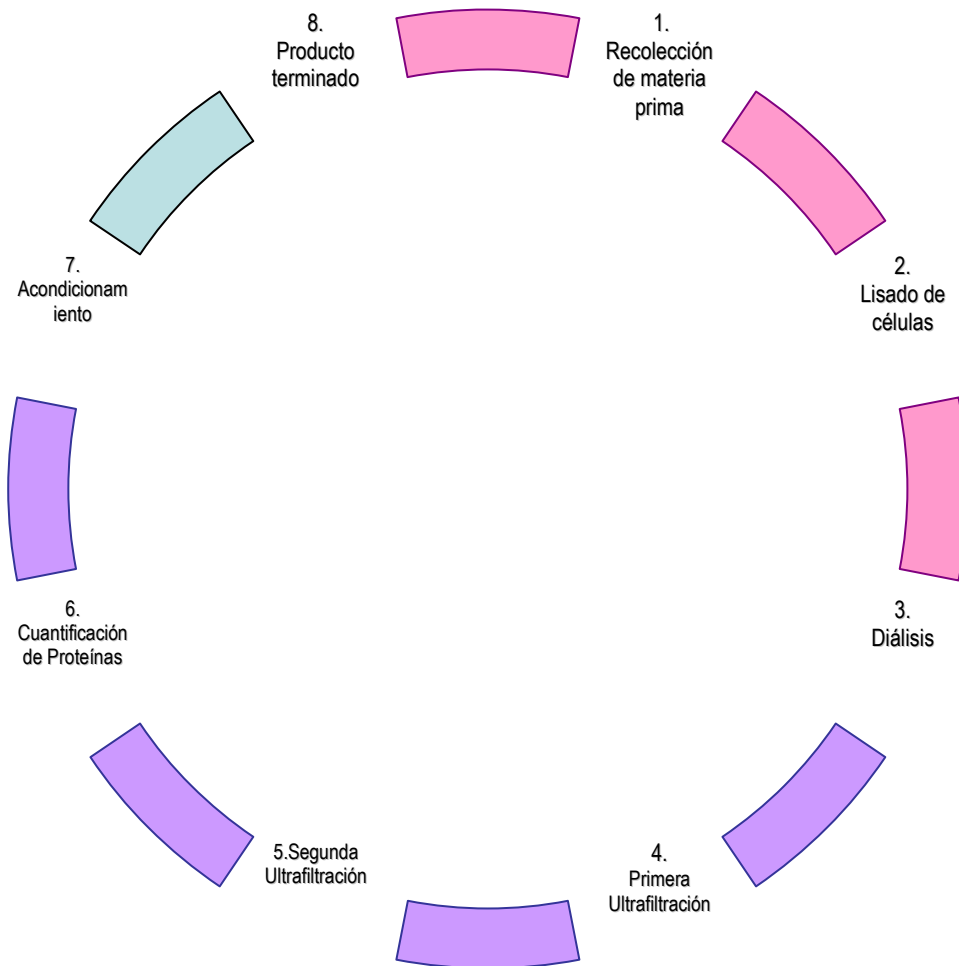 1.
Recolección
de materia
prima
2.
Lisado de
células
3.
Diálisis
4.
Primera
Ultrafiltración
5.Segunda
Ultrafiltración
6.
Cuantificación
de Proteínas
7.
Acondicionam
iento
8.
Producto
terminado